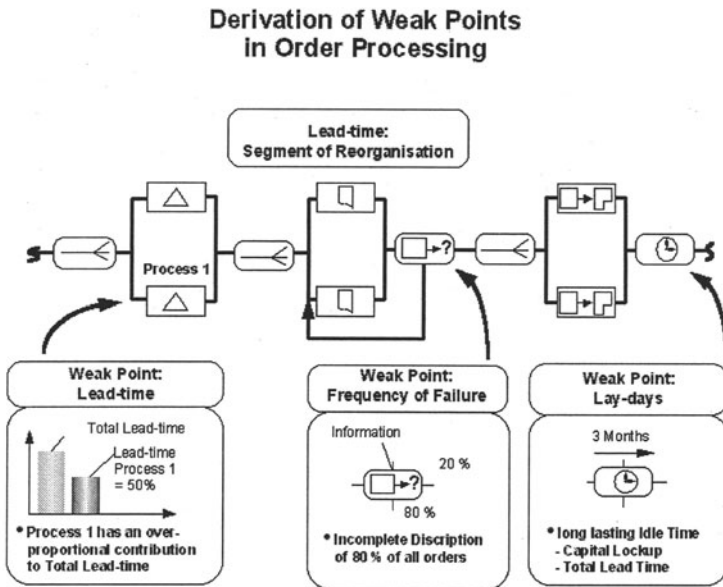 Derivation of Weak Points
in Order Processing
Lead-time:
Segment of Reorganisation
Process 1
?
Weak Point:
Lead-time
Total Lead-time
Lead-time
Process 1
= 50%
• Process 1 has an over-
proportional contribution
to Total Lead-time
Weak Point:
Frequency of Failure
Information
20 %
?
80 %
• Incomplete Discription
of 80 % of all orders
Weak Point:
Lay-days
3 Months
• long lasting Idle Time
- Capital Lockup
- Total Lead Time